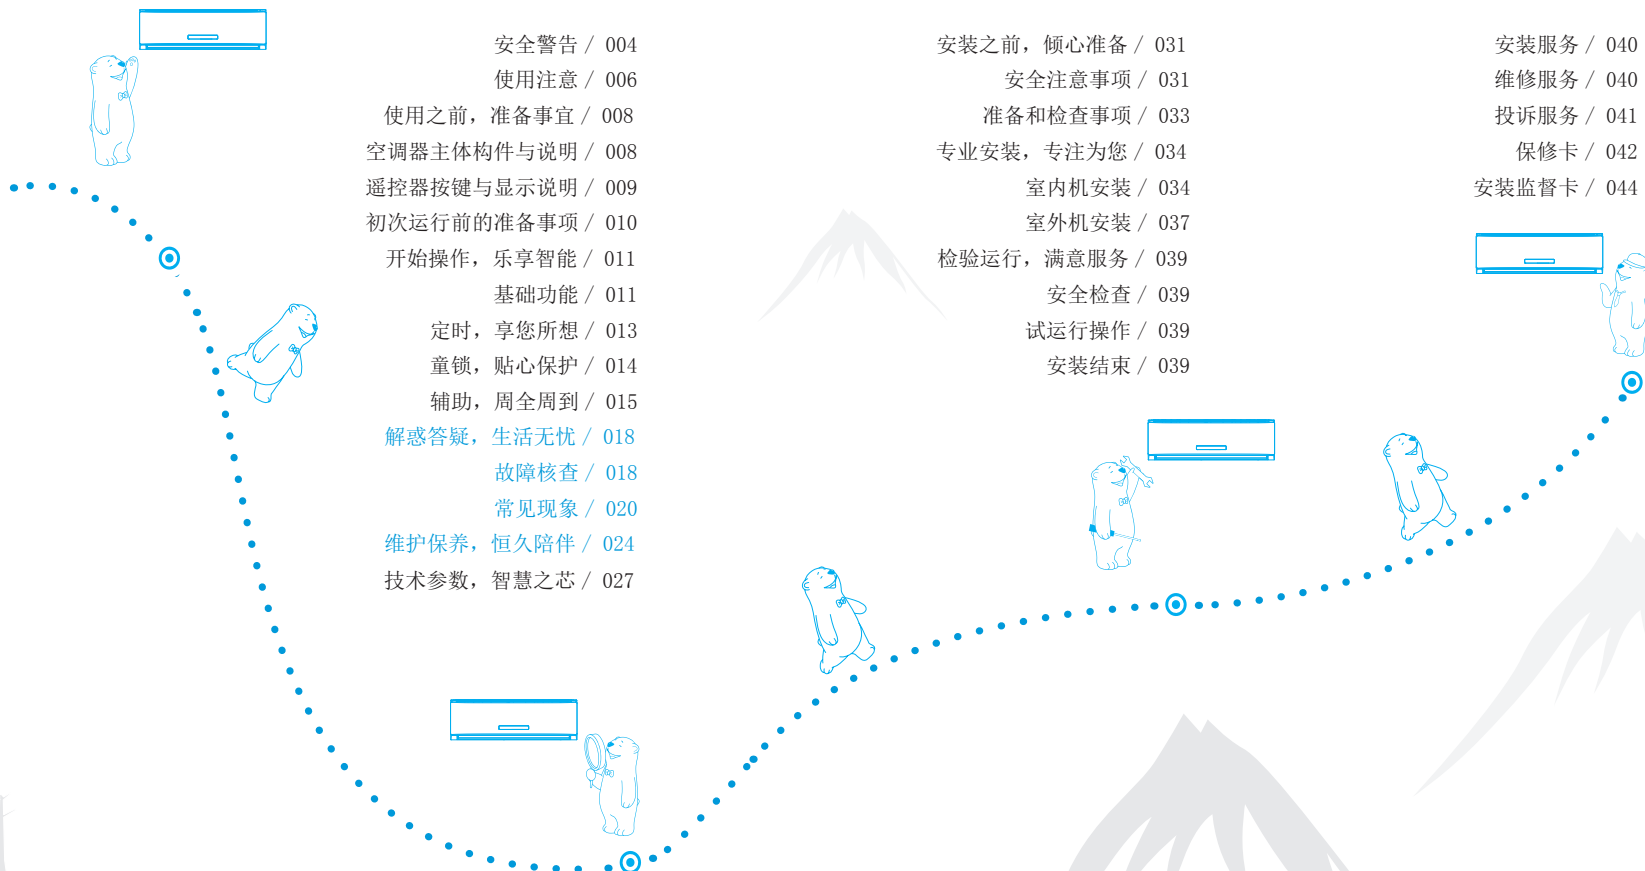 安全警告 / 004
使用注意 / 006
使用之前，准备事宜 / 008
空调器主体构件与说明 / 008
遥控器按键与显示说明 / 009
初次运行前的准备事项 / 010
开始操作，乐享智能 / 011
基础功能 / 011
定时，享您所想 / 013
童锁，贴心保护 / 014
辅助，周全周到 / 015
解惑答疑，生活无忧 / 018
故障核查 / 018
常见现象 / 020
维护保养，恒久陪伴 / 024
技术参数，智慧之芯 / 027
安装之前，倾心准备 / 031
安全注意事项 / 031
准备和检查事项 / 033
专业安装，专注为您 / 034
室内机安装 / 034
室外机安装 / 037
检验运行，满意服务 / 039
安全检查 / 039
试运行操作 / 039
安装结束 / 039
安装服务 / 040
维修服务 / 040
投诉服务 / 041
保修卡 / 042
安装监督卡 / 044